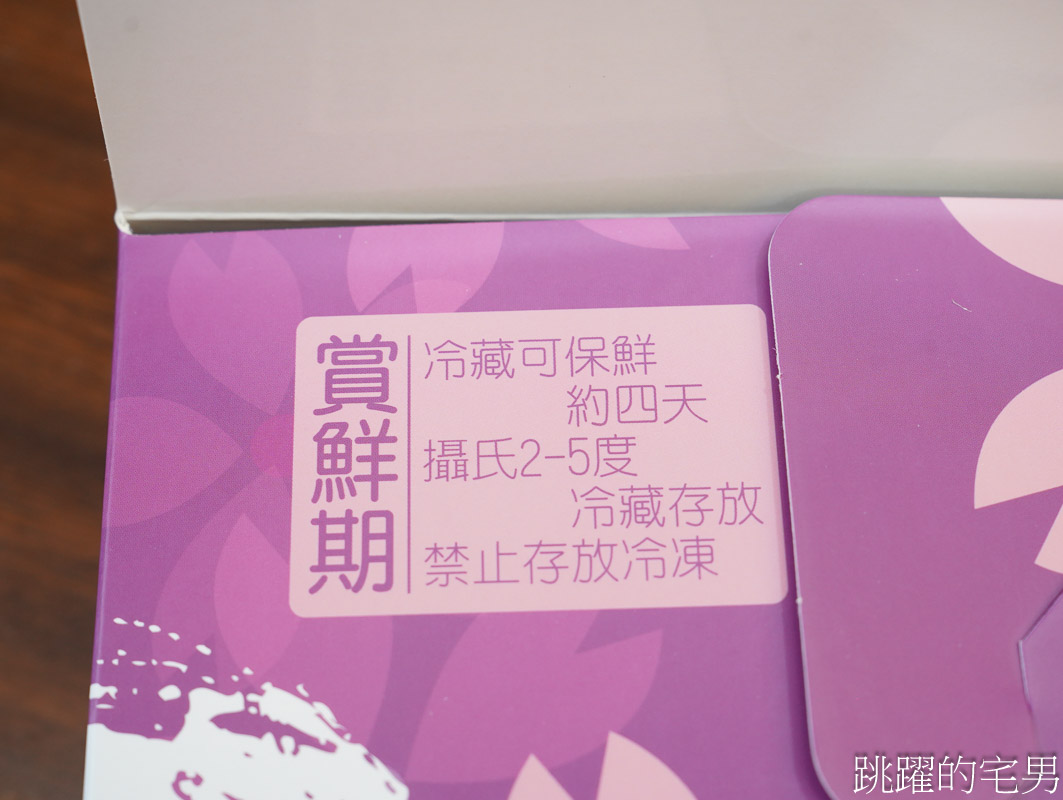 賞鮮期
冷藏可保鮮
約四天
攝氏2-5度
冷藏存放
禁止存放冷凍
跳躍的宅男